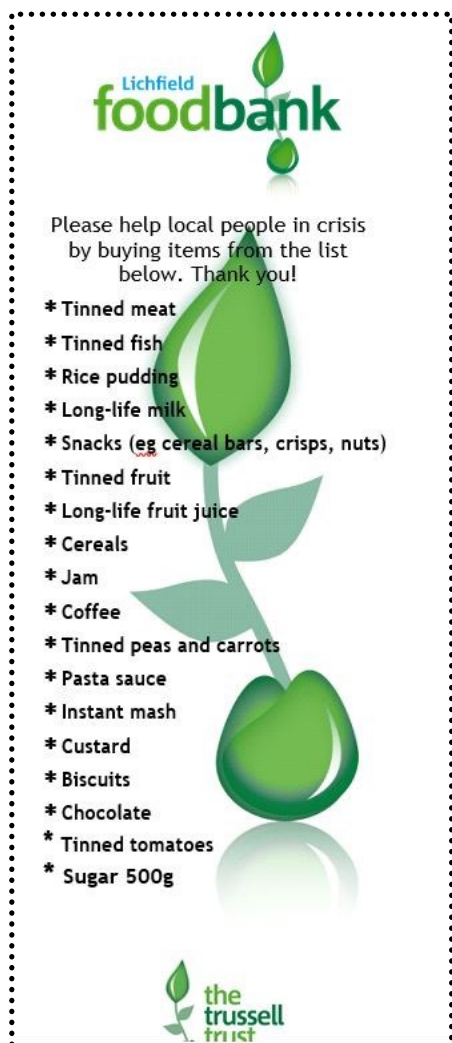 Lichfield
foodbank
Please help local people in crisis
by buying items from the list
below. Thank you!
* Tinned meat
* Tinned fish
* Rice pudding
* Long-life milk
* Snacks (eg cereal bars, crisps, nuts)
* Tinned fruit
* Long-life fruit juice
* Cereals
* Jam
* Coffee
* Tinned peas and carrots
* Pasta sauce
* Instant mash
* Custard
* Biscuits
* Chocolate
* Tinned tomatoes
* Sugar 500g
the
trussell
trust